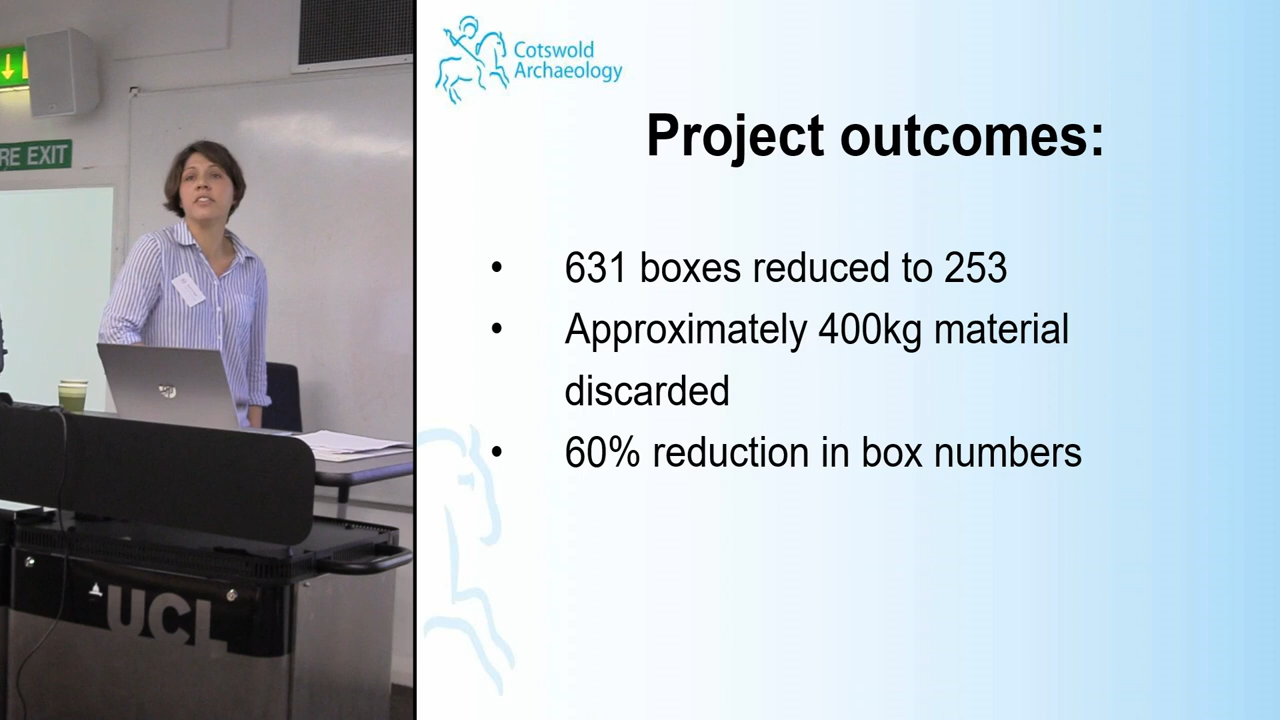 RE EXIT
UCL
Cotswold
Archaeology
Project outcomes:
• 631 boxes reduced to 253
• Approximately 400kg material
discarded
• 60% reduction in box numbers